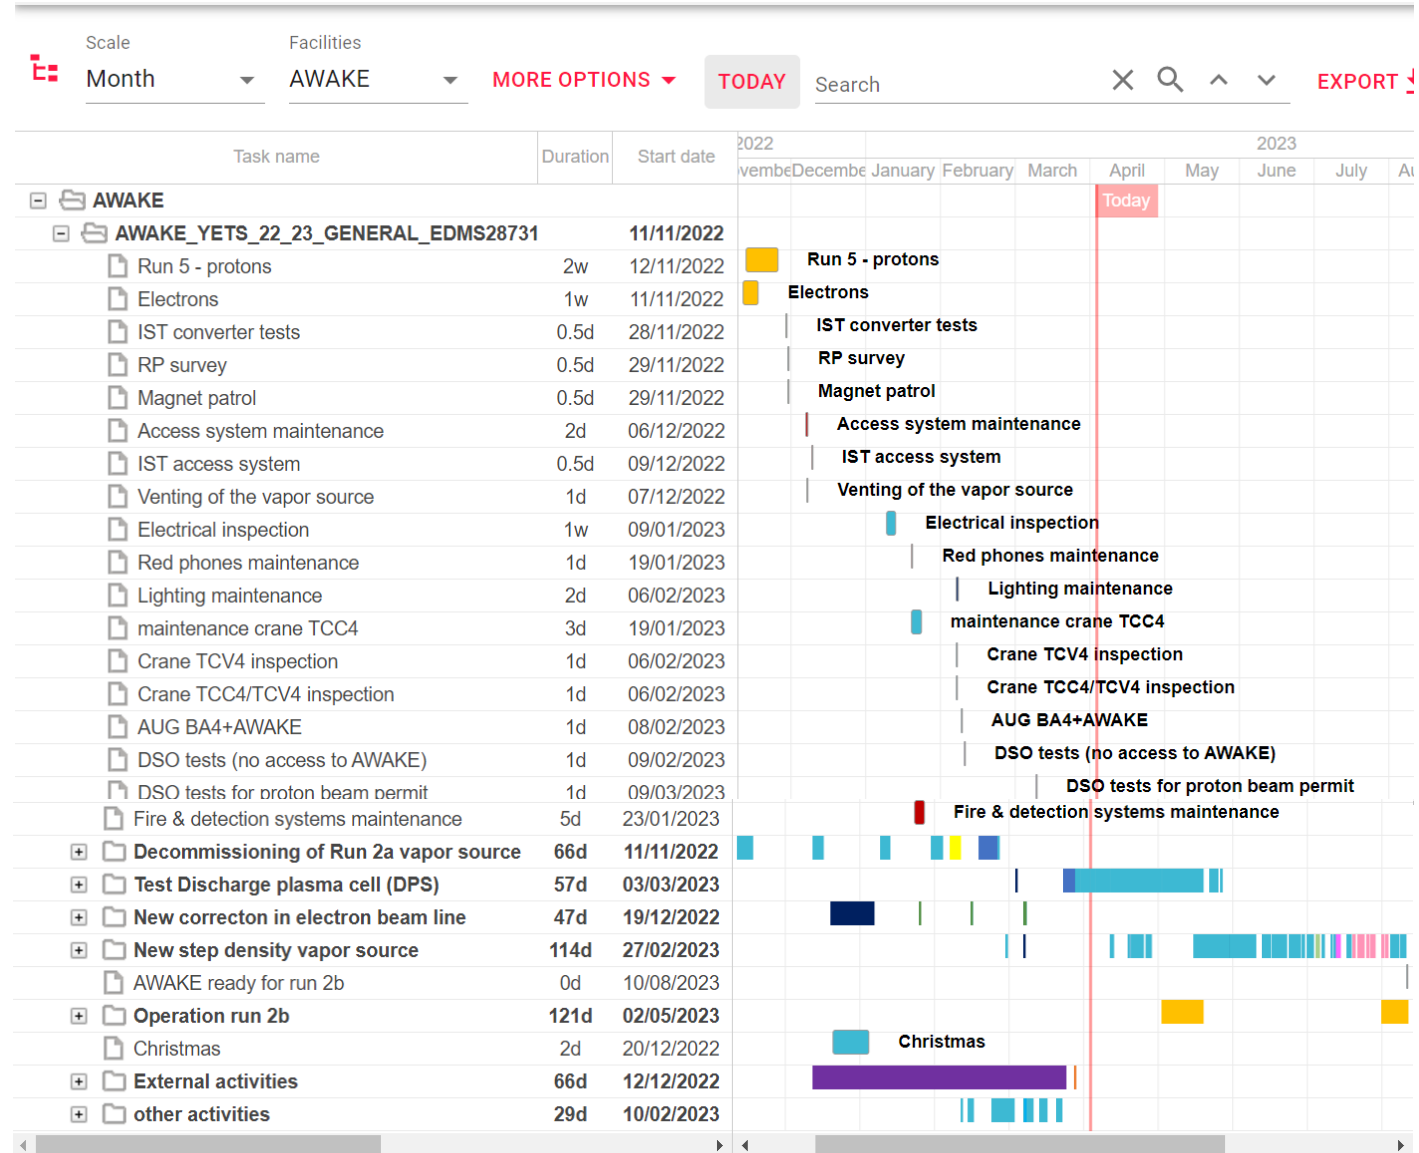 Scale Facilities
Month AWAKE MORE OPTIONS TODAY Search EXPORT
Task name Duration Start date 2022 2023
vembe Decembe January February March April May June July Au
AWAKE Today
AWAKE_YETS_22_23_GENERAL_EDMS28731 11/11/2022
Run 5 - protons 2w 12/11/2022 Run 5 - protons
Electrons 1w 11/11/2022 Electrons
IST converter tests 0.5d 28/11/2022 IST converter tests
RP survey 0.5d 29/11/2022 RP survey
Magnet patrol 0.5d 29/11/2022 Magnet patrol
Access system maintenance 2d 06/12/2022 Access system maintenance
IST access system 0.5d 09/12/2022 IST access system
Venting of the vapor source 1d 07/12/2022 Venting of the vapor source
Electrical inspection 1w 09/01/2023 Electrical inspection
Red phones maintenance 1d 19/01/2023 Red phones maintenance
Lighting maintenance 2d 06/02/2023 Lighting maintenance
maintenance crane TCC4 3d 19/01/2023 maintenance crane TCC4
Crane TCV4 inspection 1d 06/02/2023 Crane TCV4 inspection
Crane TCC4/TCV4 inspection 1d 06/02/2023 Crane TCC4/TCV4 inspection
AUG BA4+AWAKE 1d 08/02/2023 AUG BA4+AWAKE
DSO tests (no access to AWAKE) 1d 09/02/2023 DSO tests (no access to AWAKE)
DSO tests for proton beam permit 1d 09/03/2023 DSO tests for proton beam permit
Fire & detection systems maintenance 5d 23/01/2023 Fire & detection systems maintenance
Decommissioning of Run 2a vapor source 66d 11/11/2022
Test Discharge plasma cell (DPS) 57d 03/03/2023
New correcton in electron beam line 47d 19/12/2022
New step density vapor source 114d 27/02/2023
AWAKE ready for run 2b 0d 10/08/2023
Operation run 2b 121d 02/05/2023
Christmas 2d 20/12/2022 Christmas
External activities 66d 12/12/2022
other activities 29d 10/02/2023